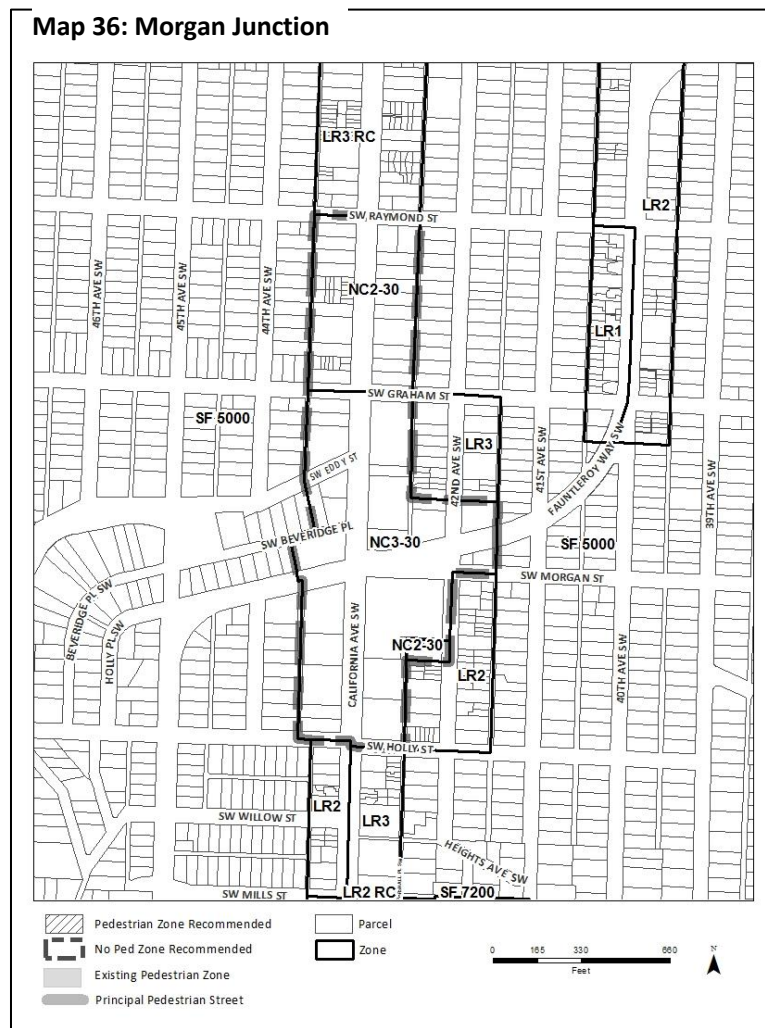 Map 36: Morgan Junction
LR3 RC
LR2
SW RAYMOND ST
46TH AVE SW
45TH AVE SW
44TH AVE SW
NC2-30
LR1
SW GRAHAM ST
SF 5000
LR3
42ND AVE SW
41ST AVE SW
FAUNTLEROY WAY SW
39TH AVE SW
SW EDDY ST
SW BEVERIDGE PL
NC3-30
SF 5000
SW MORGAN ST
BEVERIDGE PL SW
HOLLY PL SW
CALIFORNIA AVE SW
NC2-30
LR2
40TH AVE SW
SW HOLLY ST
LR2
LR3
SW WILLOW ST
HEIGHTS AVE SW
SW MILLS ST
LR2 RC
SF 7200
Pedestrian Zone Recommended
Parcel
No Ped Zone Recommended
Zone
Existing Pedestrian Zone
Principal Pedestrian Street
0 165 330 660
Feet
N